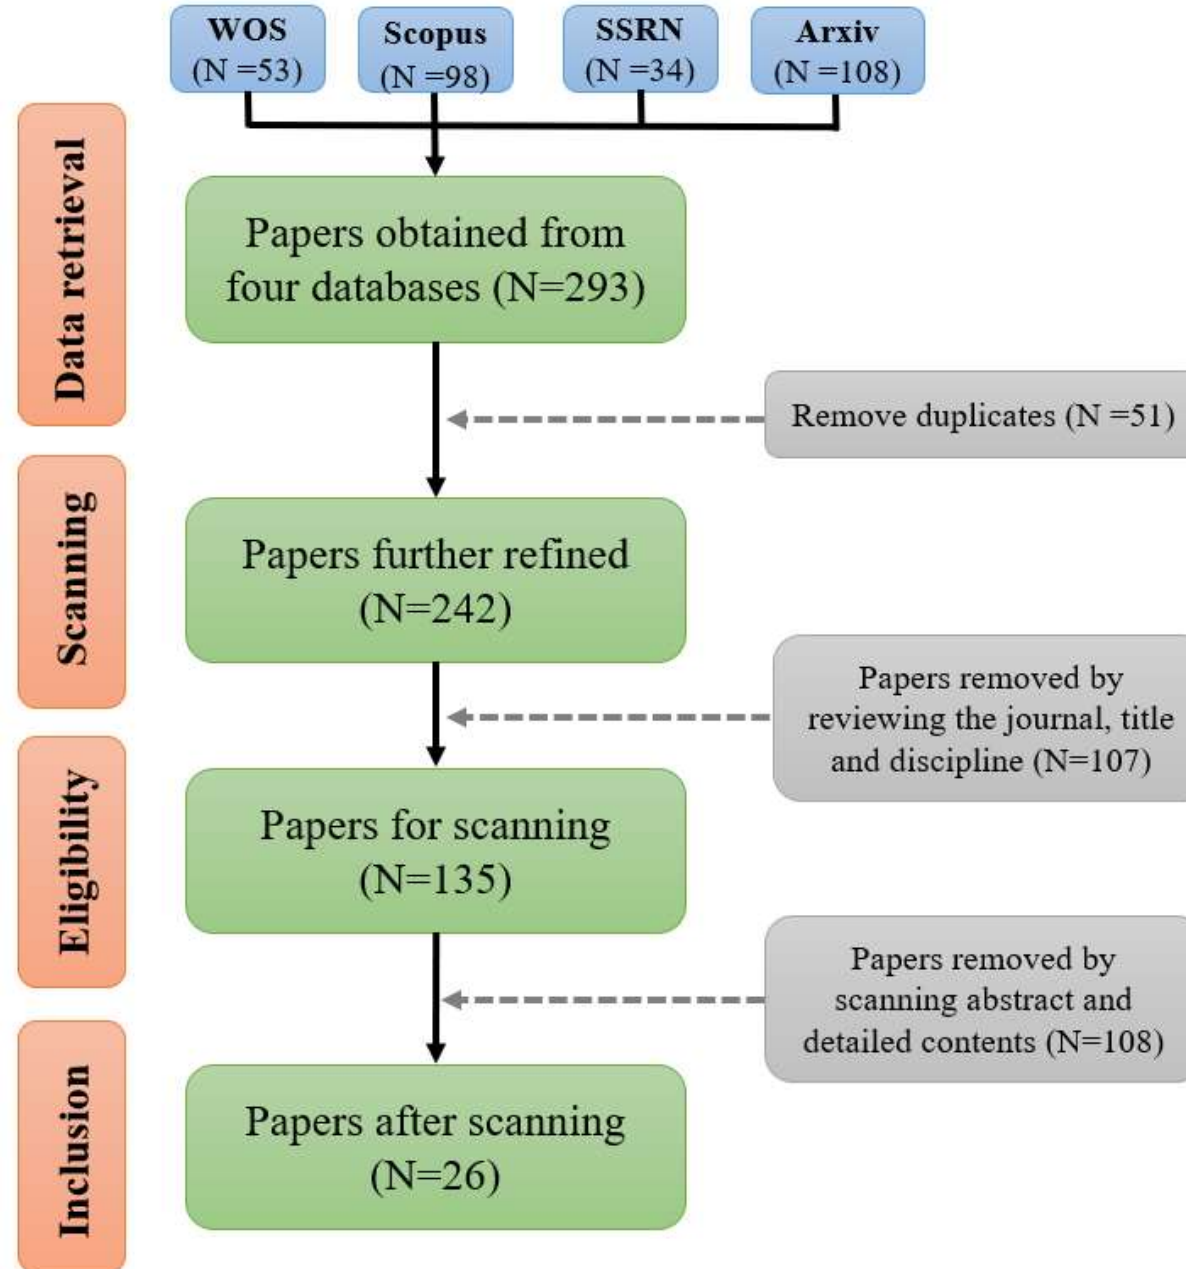 WOS
(N =53)
Scopus
(N =98)
SSRN
(N =34)
Arxiv
(N =108)
Data retrieval
Papers obtained from
four databases (N=293)
Remove duplicates (N =51)
Scanning
Papers further refined
(N=242)
Papers removed by
reviewing the journal, title
and discipline (N=107)
Eligibility
Papers for scanning
(N=135)
Papers removed by
scanning abstract and
detailed contents (N=108)
Inclusion
Papers after scanning
(N=26)